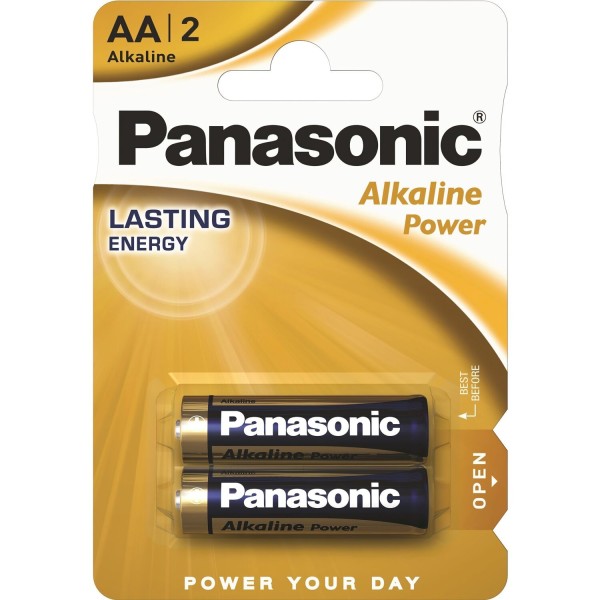 AA|2
Alkaline
Panasonic®
Alkaline
Power
LASTING
ENERGY
BEST
BEFORE
Alkaline
Panasonic
Alkaline Power
OPEN
Panasonic
Alkaline Power
POWER YOUR DAY